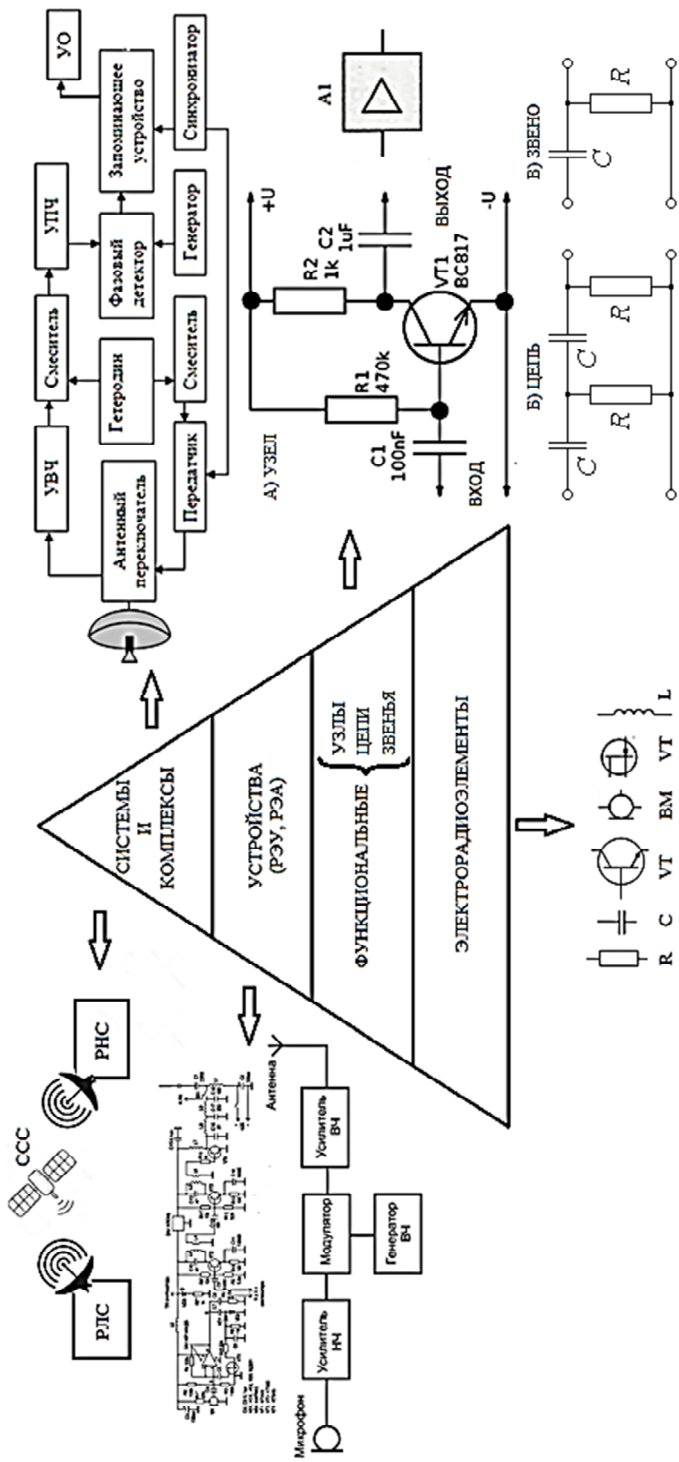 ССС
РЛС
РНС
СИСТЕМЫ
И
КОМПЛЕКСЫ
УСТРОЙСТВА
(РЭУ, РЭА)
ФУНКЦИОНАЛЬНЫЕ
УЗЛЫ
ЦЕПИ
ЗВЕНЬЯ
ЭЛЕКТРОРАДИОЭЛЕМЕНТЫ
Микрофон
Усилитель
НЧ
Модулятор
Генератор
ВЧ
Усилитель
ВЧ
Антенна
R
C
VT
BM
VT
L
УВЧ
Смеситель
УПЧ
УО
Антенный
переключатель
Гетеродин
Фазовый
детектор
Запоминающее
устройство
Передатчик
Смеситель
Генератор
Синхронизатор
А) УЗЕЛ
+U
R1
470k
R2
1k
C2
1uF
C1
100nF
VT1
BC817
ВХОД
ВЫХОД
-U
A1
Б) ЦЕПЬ
C
R
C
R
В) ЗВЕНО
C
R